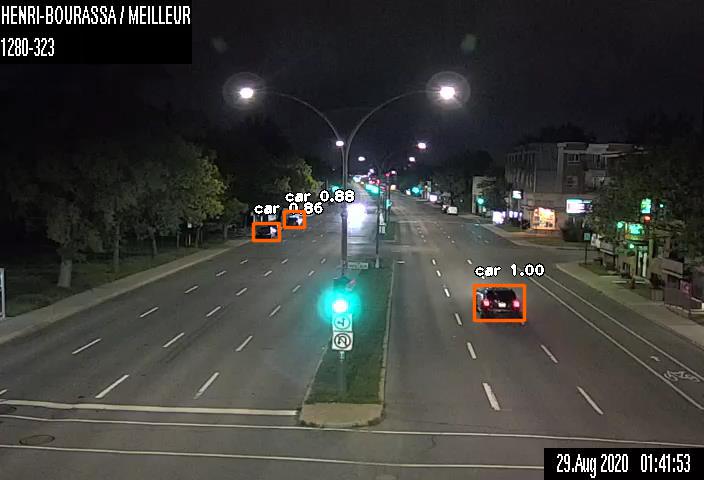 HENRI-BOURASSA / MEILLEUR
1280-323
car 0.88
car 0.86
car 1.00
29.Aug 2020 01:41:53